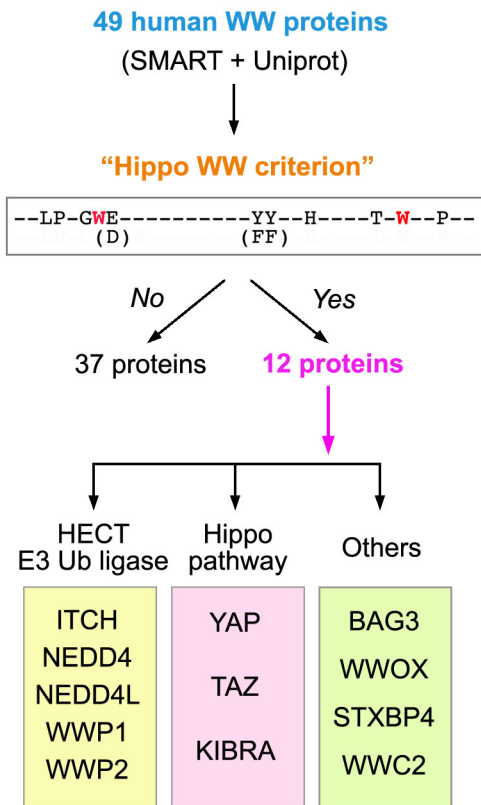 49 human WW proteins
(SMART + Uniprot)
“Hippo WW criterion”
--LP-GWE----------YY--H----T-W--P--
(D) (FF)
No Yes
37 proteins 12 proteins
HECT
E3 Ub ligase
Hippo
pathway
Others
ITCH
NEDD4
NEDD4L
WWP1
WWP2
YAP
TAZ
KIBRA
BAG3
WWOX
STXBP4
WWC2